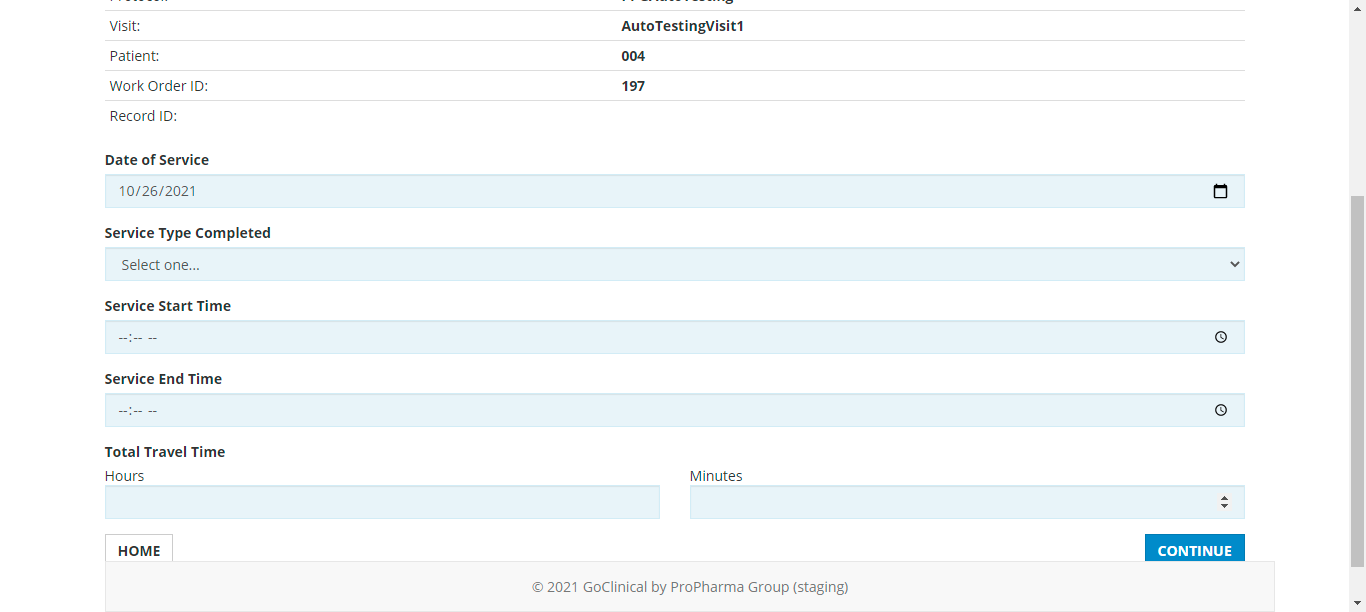 Visit: AutoTestingVisit1
Patient: 004
Work Order ID: 197
Record ID:
Date of Service
10/26/2021
Service Type Completed
Select one...
Service Start Time
--:-- --
Service End Time
--:-- --
Total Travel Time
Hours Minutes
HOME CONTINUE
© 2021 GoClinical by ProPharma Group (staging)